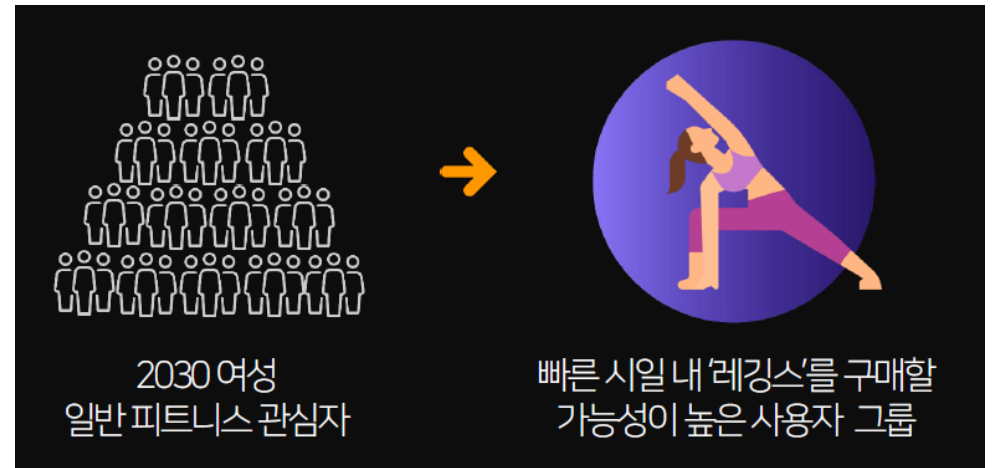 2030 여성
일반 피트니스 관심자
빠른 시일 내 '레깅스'를 구매할
가능성이 높은 사용자 그룹